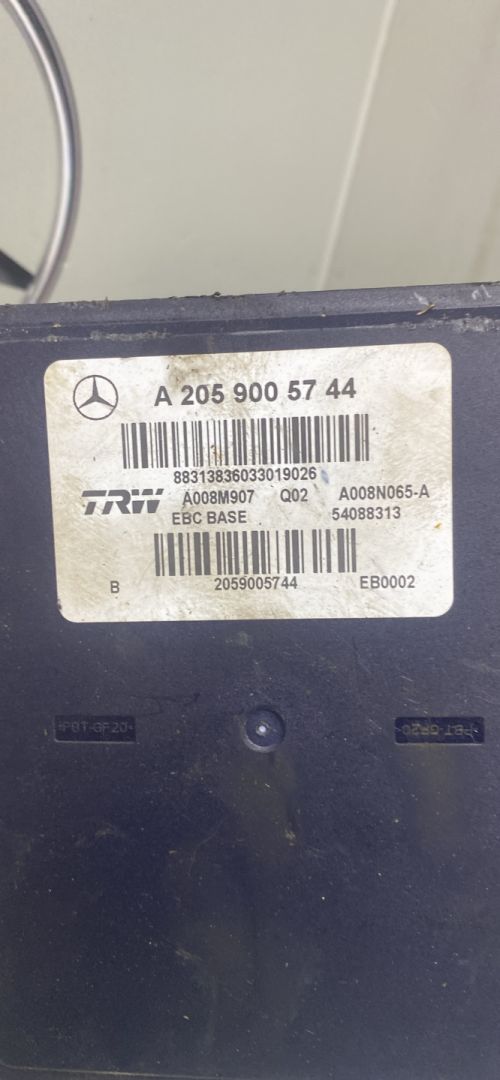 A 205 900 57 44
88313836033019026
TRW A008M907 Q02 A008N065-A
EBC BASE 54088313
B 2059005744 EB0002
>PBT-GF20< >PBT-GF20<